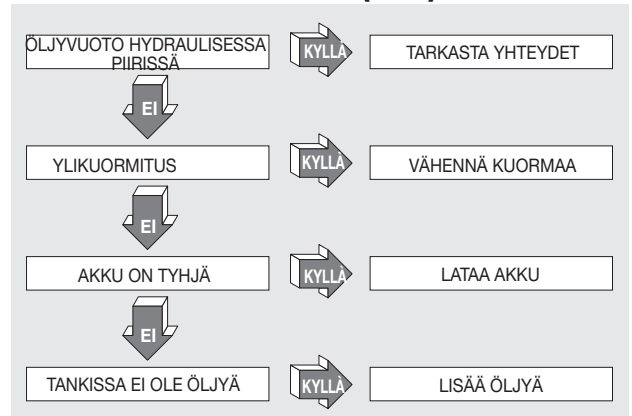 ÖLJYVUOTO HYDRAULISESSA
PIIRISSÄ
KYLLÄ
TARKASTA YHTEYDET
EI
YLIKUORMITUS
KYLLÄ
VÄHENNÄ KUORMAA
EI
AKKU ON TYHJÄ
KYLLÄ
LATAA AKKU
EI
TANKISSA EI OLE ÖLJYÄ
KYLLÄ
LISÄÄ ÖLJYÄ